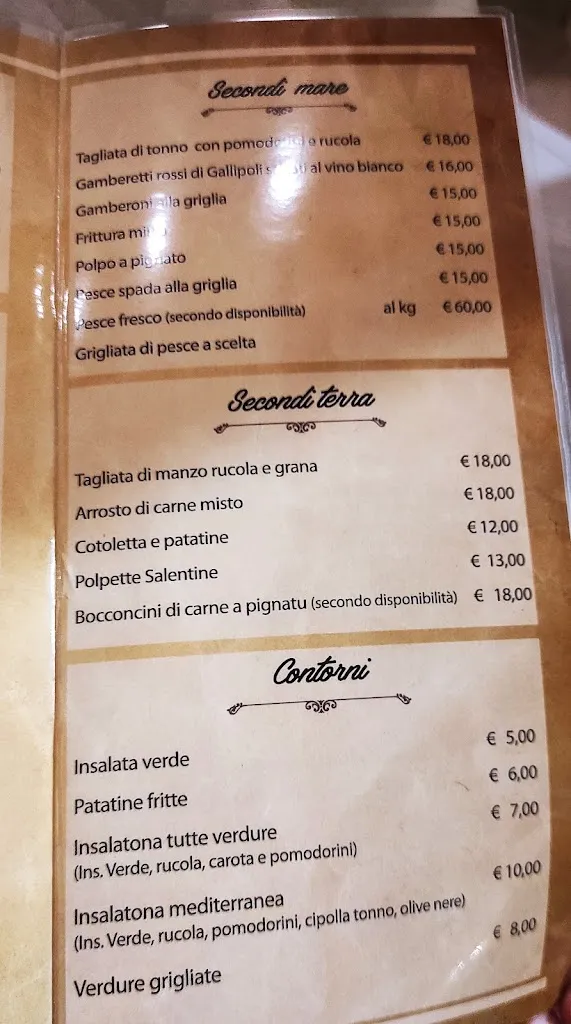 Secondi mare
Tagliata di tonno con pomodorini e rucola € 18,00
Gamberetti rossi di Gallipoli al vino bianco € 16,00
Gamberoni alla griglia € 15,00
Frittura € 15,00
Polpo a pignato € 15,00
Pesce spada alla griglia € 15,00
Pesce fresco (secondo disponibilità) al kg € 60,00
Grigliata di pesce a scelta
Secondi terra
Tagliata di manzo rucola e grana € 18,00
Arrosto di carne misto € 18,00
Cotoletta e patatine € 12,00
Polpette Salentine € 13,00
Bocconcini di carne a pignatu (secondo disponibilità) € 18,00
Contorni
Insalata verde € 5,00
Patatine fritte € 6,00
Insalatona tutte verdure € 7,00
(Ins. Verde, rucola, carota e pomodorini)
Insalatona mediterranea € 10,00
(Ins. Verde, rucola, pomodorini, cipolla tonno, olive nere)
Verdure grigliate € 8,00